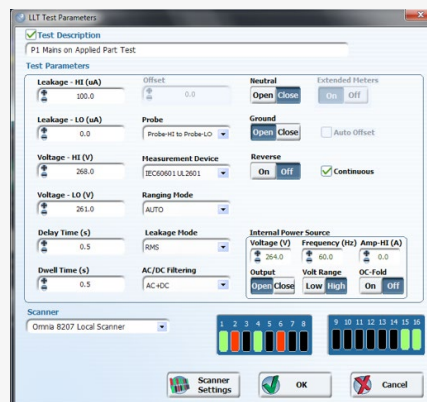 LLT Test Parameters
Test Description
P1 Mains on Applied Part Test
Test Parameters
Leakage - HI (uA)
100.0
Offset
0.0
Neutral
Open Close
Extended Meters
On Off
Leakage - LO (uA)
0.0
Probe
Probe-HI to Probe-LO
Ground
Open Close
Auto Offset
Voltage - HI (V)
268.0
Measurement Device
IEC60601 UL2601
Reverse
On Off
Continuous
Voltage - LO (V)
261.0
Ranging Mode
AUTO
Delay Time (s)
0.5
Leakage Mode
RMS
Internal Power Source
Voltage (V) Frequency (Hz) Amp-HI (A)
264.0 60.0 0.0
Dwell Time (s)
0.5
AC/DC Filtering
AC+DC
Output Volt Range OC-Fold
Open Close Low High On Off
Scanner
Omnia 8207 Local Scanner
1 2 3 4 5 6 7 8
9 10 11 12 13 14 15 16
Scanner Settings
OK
Cancel